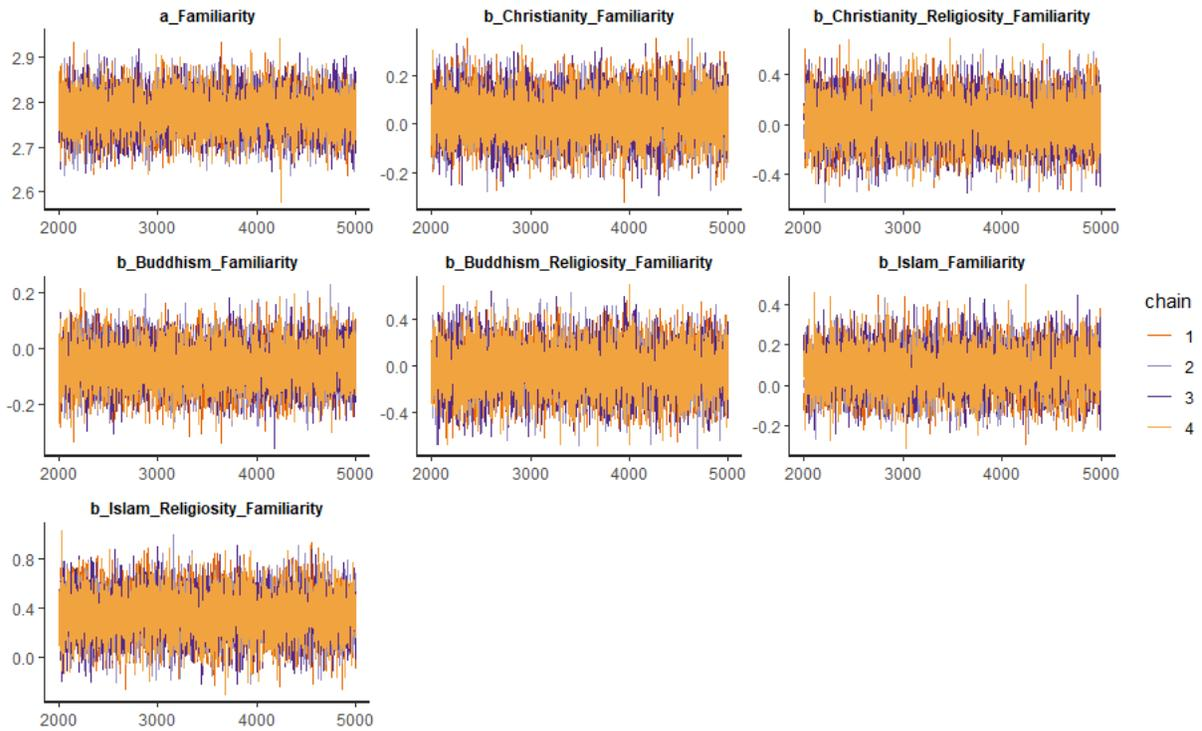 a_Familiarity
2.9
2.8
2.7
2.6
2000 3000 4000 5000
b_Christianity_Familiarity
0.2
0.0
-0.2
2000 3000 4000 5000
b_Christianity_Religiosity_Familiarity
0.4
0.0
-0.4
2000 3000 4000 5000
b_Buddhism_Familiarity
0.2
0.0
-0.2
2000 3000 4000 5000
b_Buddhism_Religiosity_Familiarity
0.4
0.0
-0.4
2000 3000 4000 5000
b_Islam_Familiarity
0.4
0.2
0.0
-0.2
2000 3000 4000 5000
chain
1
2
3
4
b_Islam_Religiosity_Familiarity
0.8
0.4
0.0
2000 3000 4000 5000